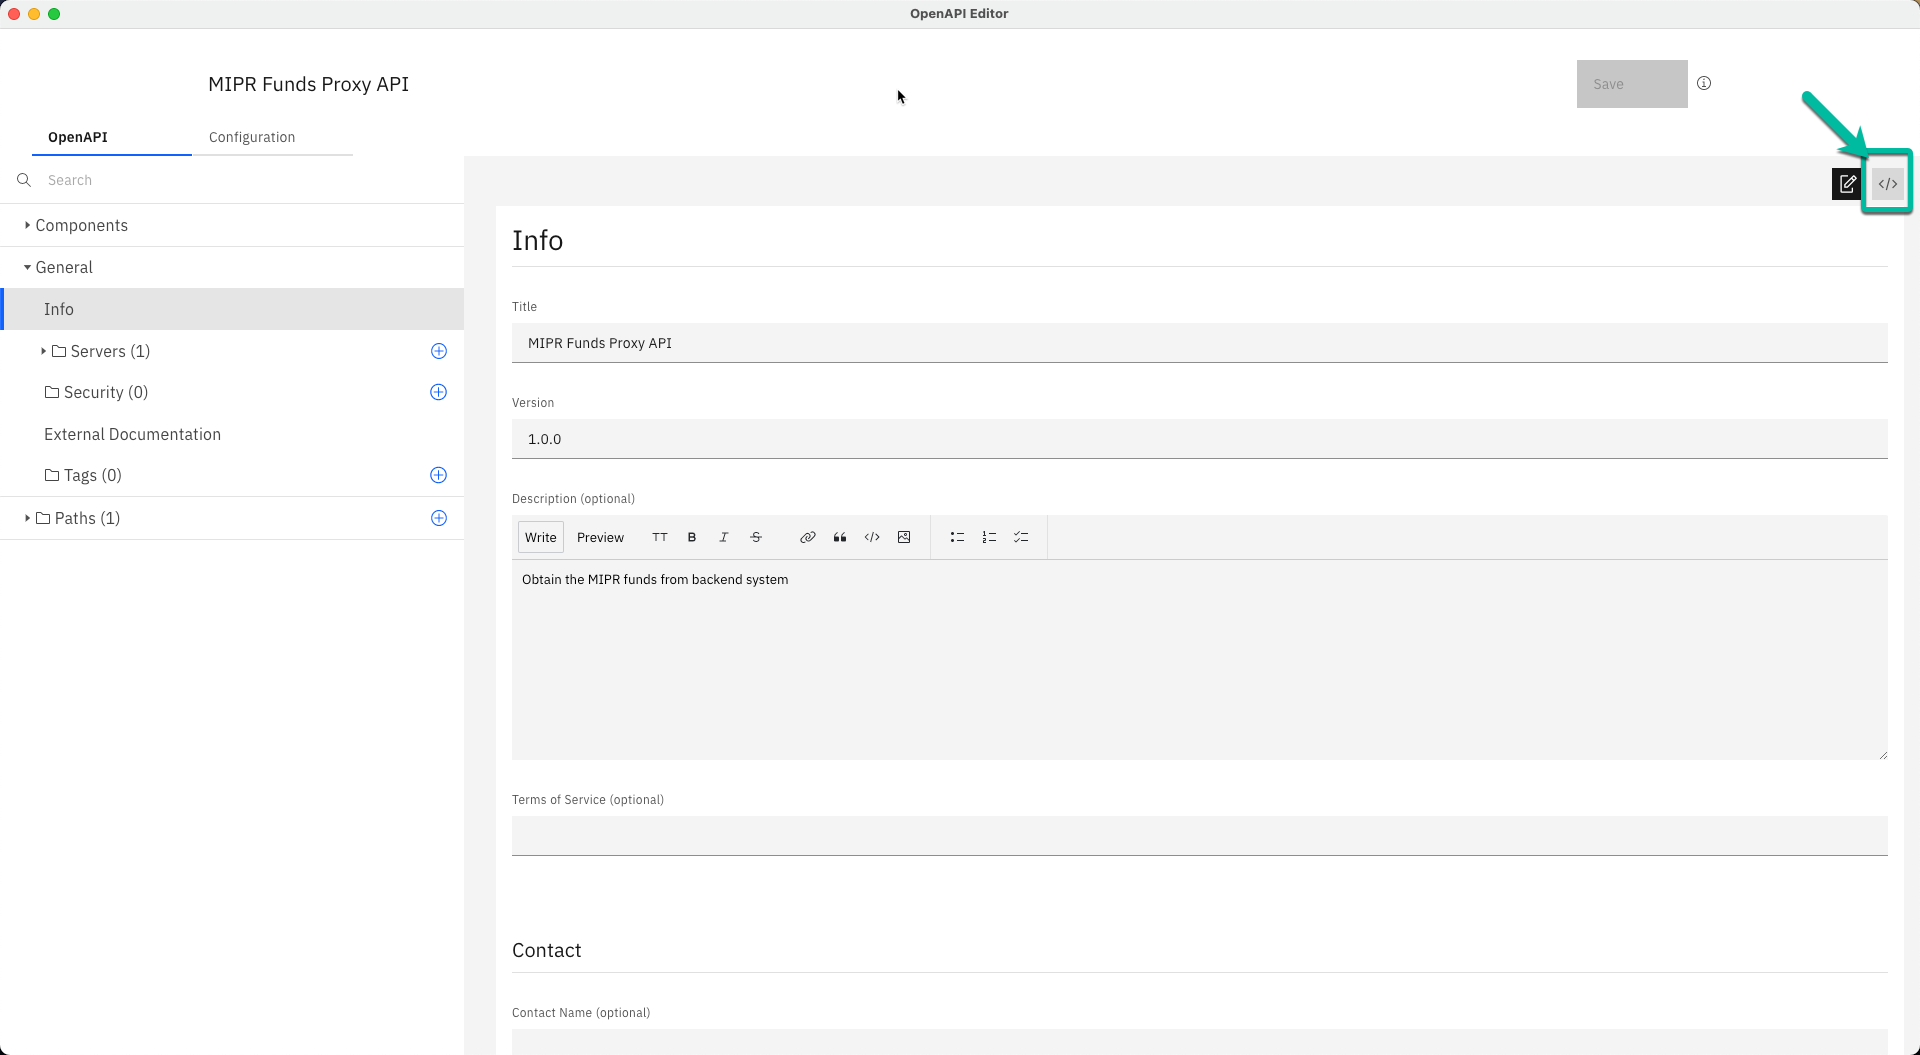 OpenAPI Editor
MIPR Funds Proxy API
Save
OpenAPI
Configuration
Search
Components
General
Info
Servers (1)
Security (0)
External Documentation
Tags (0)
Paths (1)
Info
Title
MIPR Funds Proxy API
Version
1.0.0
Description (optional)
Write Preview TT B I S
Obtain the MIPR funds from backend system
Terms of Service (optional)
Contact
Contact Name (optional)